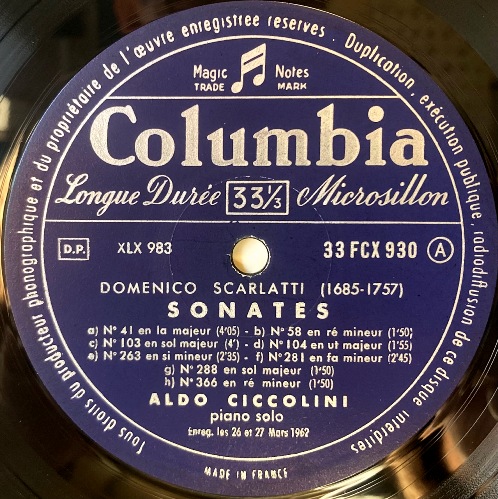 Tous droits du producteur phonographique et du propriétaire de l'œuvre enregistrée réservés. Duplication, exécution publique, radiodiffusion de ce disque interdites
Magic Notes
TRADE MARK
Columbia
Longue Durée 33⅓ Microsillon
D.P. XLX 983 33 FCX 930 A
DOMENICO SCARLATTI (1685-1757)
SONATES
a) N° 41 en la majeur (4'05) - b) N° 58 en ré mineur (1'50)
c) N° 103 en sol majeur (4') - d) N° 104 en ut majeur (1'55)
e) N° 263 en si mineur (2'35) - f) N° 281 en fa mineur (2'45)
g) N° 288 en sol majeur (1'50)
h) N° 366 en ré mineur (1'50)
ALDO CICCOLINI
piano solo
Enreg. les 26 et 27 Mars 1962
MADE IN FRANCE